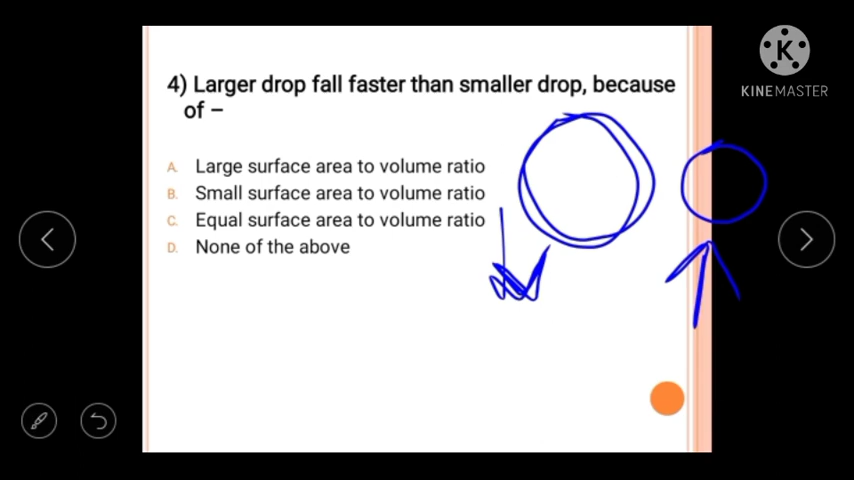 4) Larger drop fall faster than smaller drop, because
of –
A. Large surface area to volume ratio
B. Small surface area to volume ratio
C. Equal surface area to volume ratio
D. None of the above
K
KINEMASTER